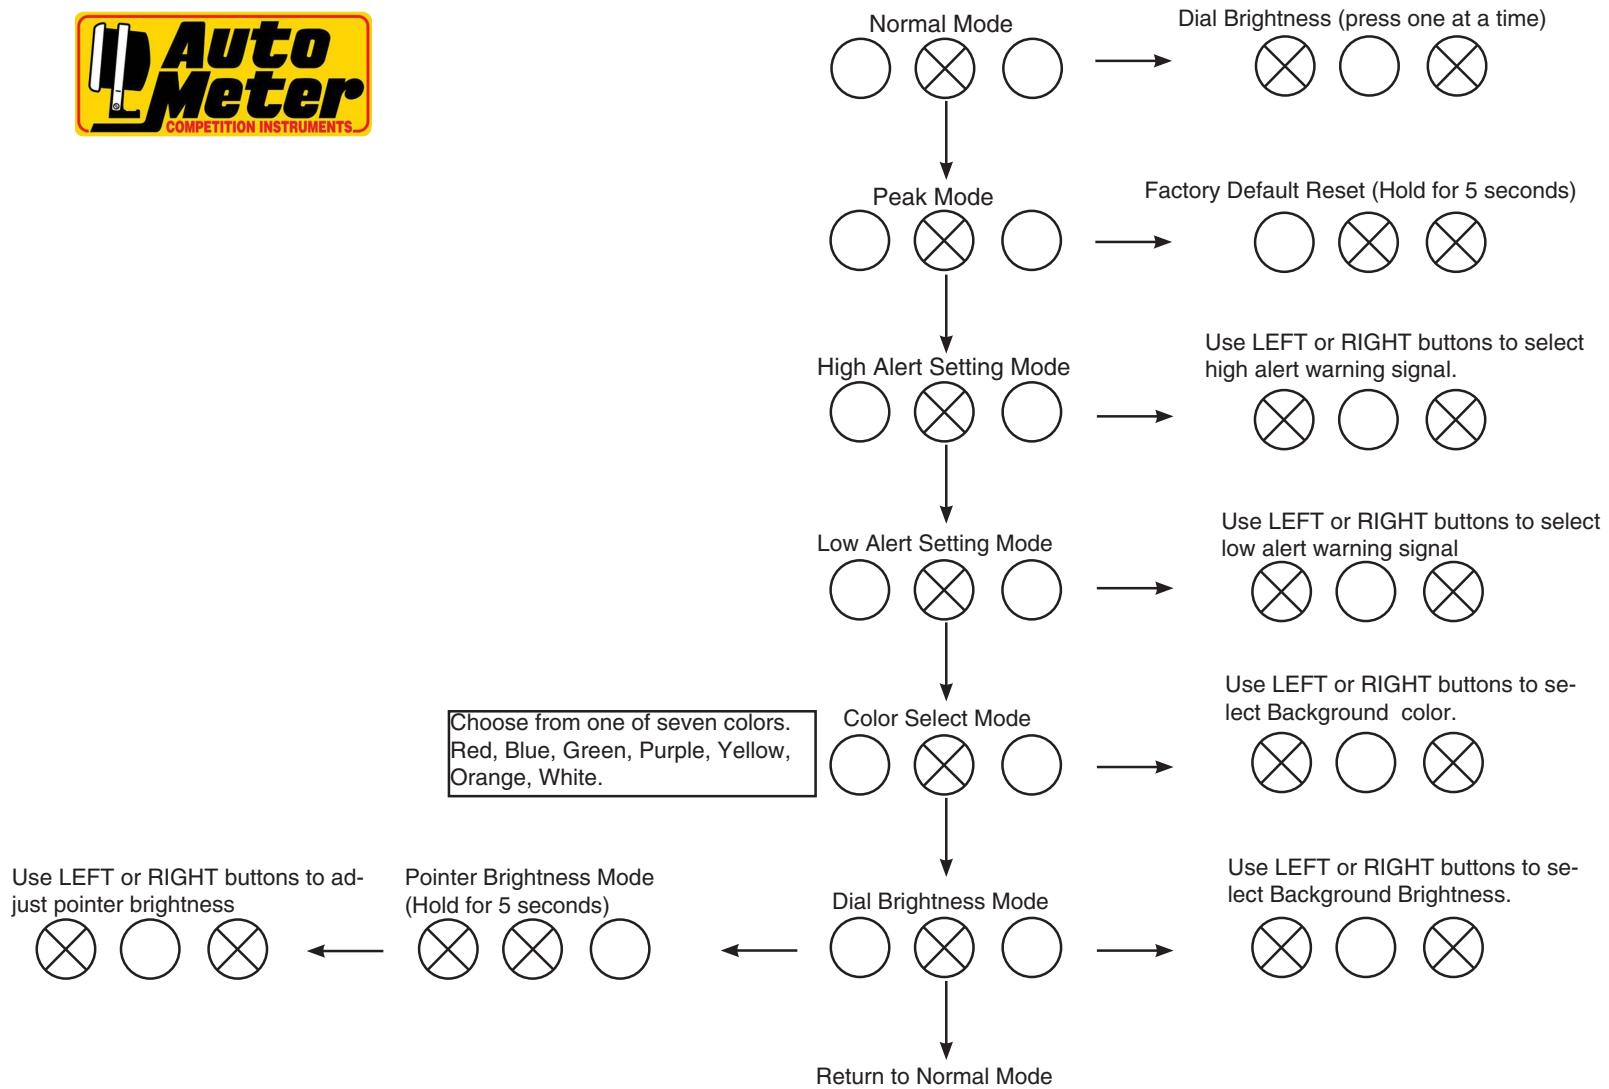 Auto
Meter
COMPETITION INSTRUMENTS
Normal Mode
Dial Brightness (press one at a time)
Peak Mode
Factory Default Reset (Hold for 5 seconds)
High Alert Setting Mode
Use LEFT or RIGHT buttons to select
high alert warning signal.
Low Alert Setting Mode
Use LEFT or RIGHT buttons to select
low alert warning signal
Choose from one of seven colors.
Red, Blue, Green, Purple, Yellow,
Orange, White.
Color Select Mode
Use LEFT or RIGHT buttons to se-
lect Background  color.
Use LEFT or RIGHT buttons to ad-
just pointer brightness
Pointer Brightness Mode
(Hold for 5 seconds)
Dial Brightness Mode
Use LEFT or RIGHT buttons to se-
lect Background Brightness.
Return to Normal Mode